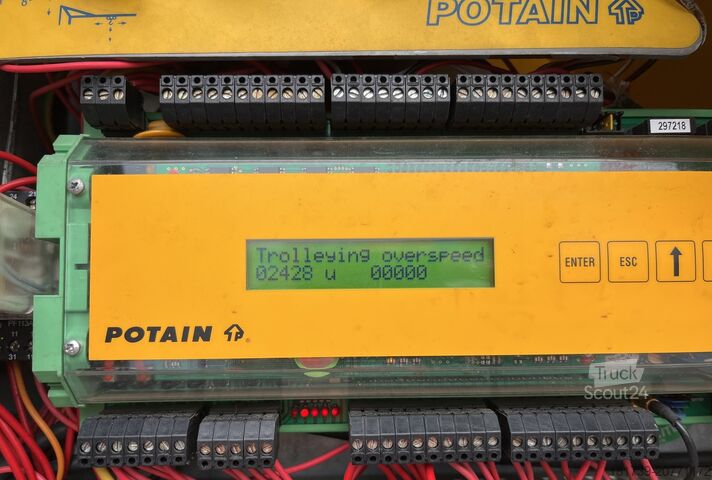 POTAIN
297218
Trolleying overspeed
02428 u 00000
ENTER
ESC
POTAIN
Truck
Scout24